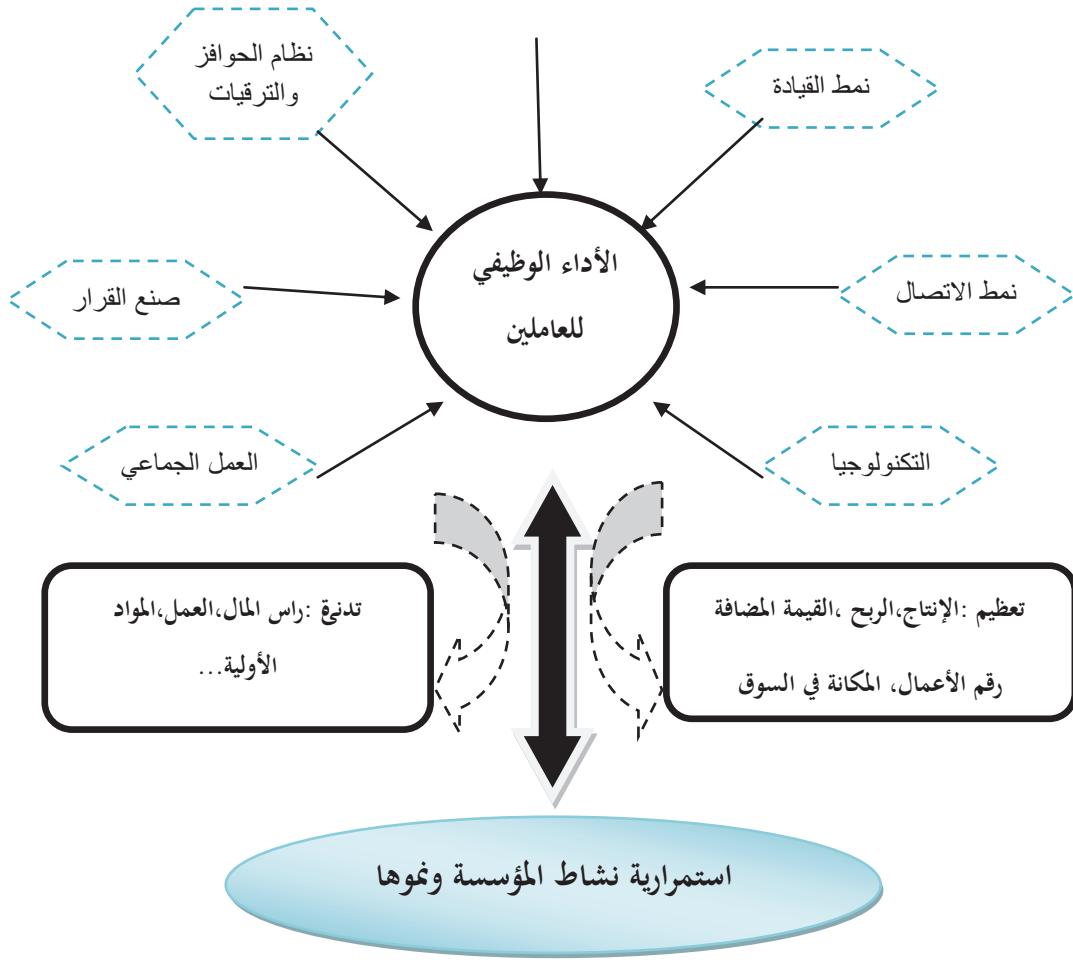 نظام الحوافز
والترقيات
نمط القيادة
الأداء الوظيفي
للعاملين
صنع القرار
نمط الاتصال
العمل الجماعي
التكنولوجيا
تعظيم :الإنتاج،الربح ،القيمة المضافة
رقم الأعمال، المكانة في السوق
:راس المال،العمل،المواد
الأولية...
استمرارية نشاط المؤسسة ونموها